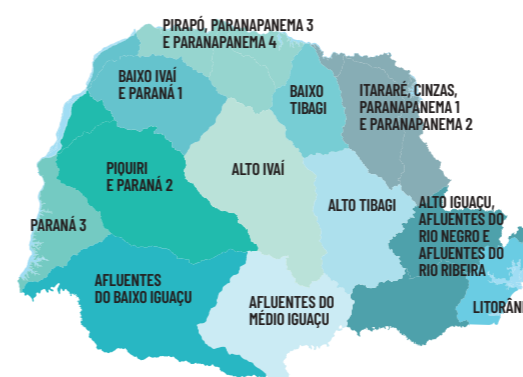 PIRAPÓ, PARANAPANEMA 3
E PARANAPANEMA 4
BAIXO IVAÍ
E PARANÁ 1
BAIXO
TIBAGI
ITARARÉ, CINZAS,
PARANAPANEMA 1
E PARANAPANEMA 2
PIQUIRI
E PARANÁ 2
ALTO IVAÍ
ALTO TIBAGI
ALTO IGUAÇU,
AFLUENTES DO
RIO NEGRO E
AFLUENTES DO
RIO RIBEIRA
PARANÁ 3
AFLUENTES
DO BAIXO IGUAÇU
AFLUENTES DO
MÉDIO IGUAÇU